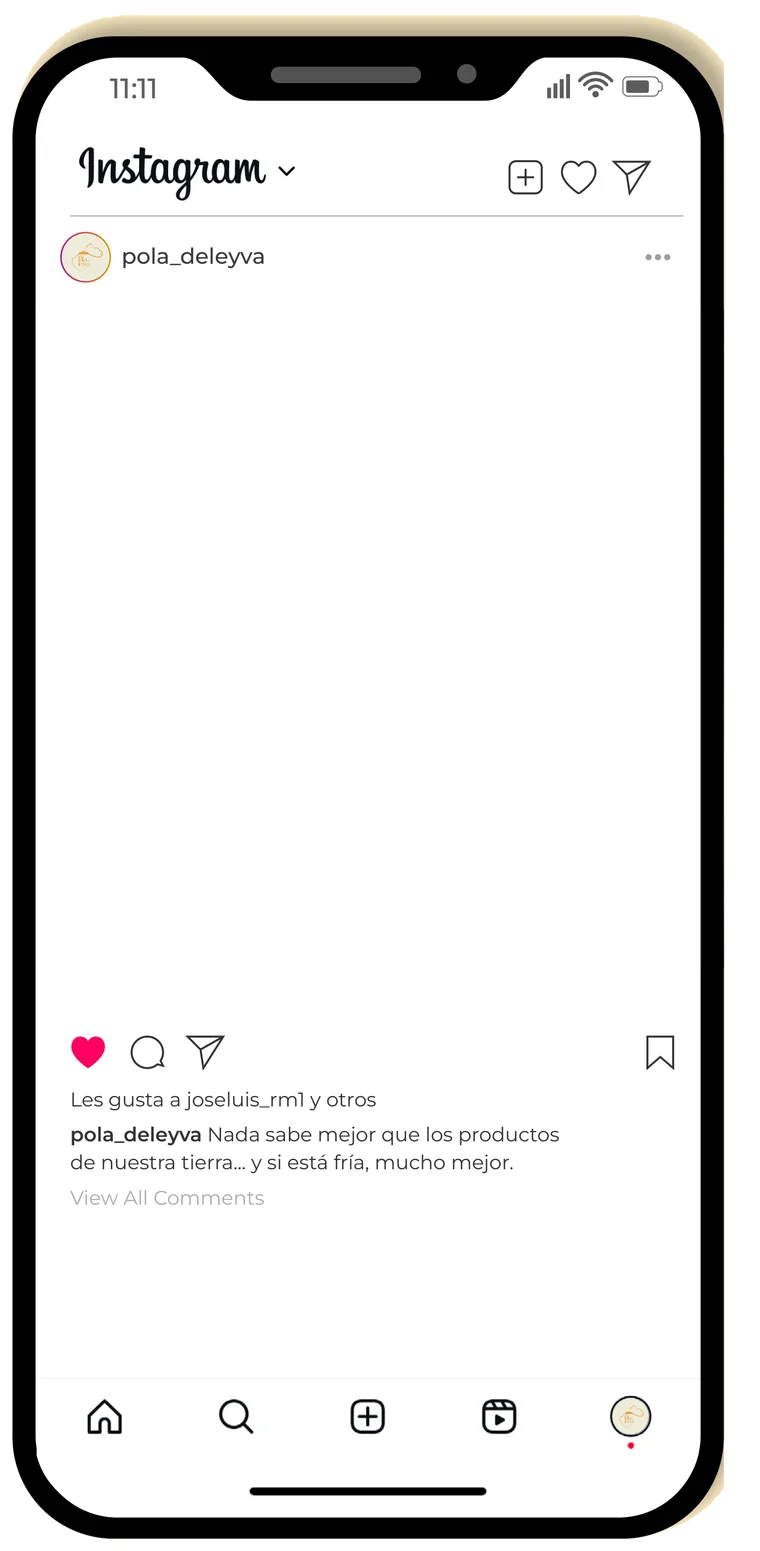 11:11
Instagram
pola_deleyva
Les gusta a joseluis_rm1 y otros
pola_deleyva Nada sabe mejor que los productos
de nuestra tierra... y si está fría, mucho mejor.
View All Comments